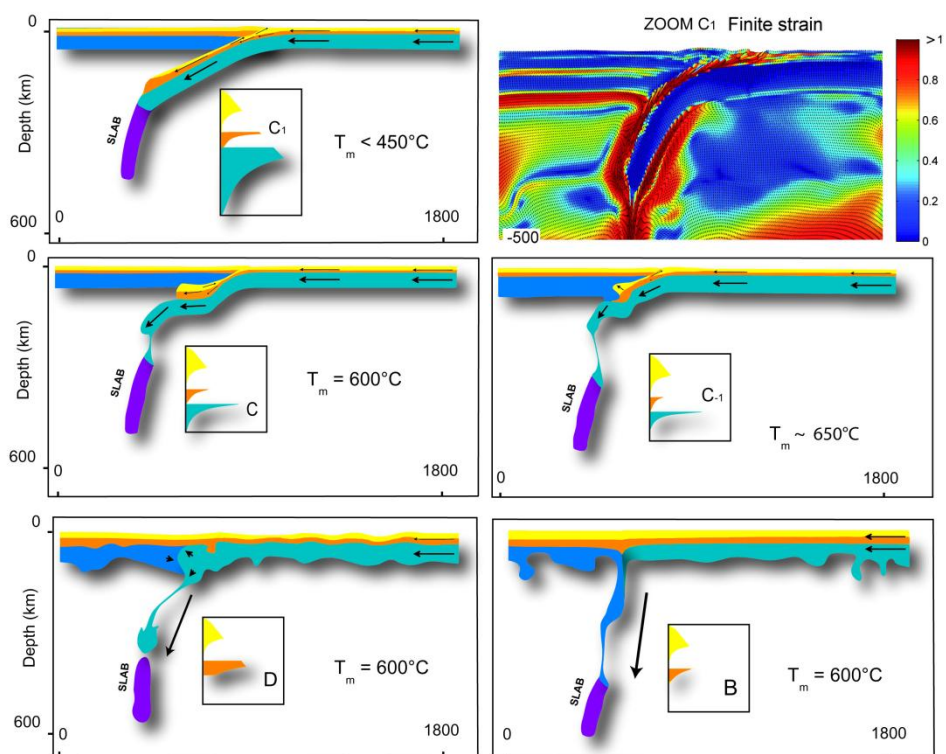 ZOOM C1 Finite strain
0
Depth (km)
SLAB
C1
Tm < 450°C
600
0
1800
>1
0.8
0.6
0.4
0.2
0
-500
0
Depth (km)
SLAB
C
Tm = 600°C
600
0
1800
SLAB
C-1
Tm ~ 650°C
0
1800
0
Depth (km)
SLAB
D
Tm = 600°C
600
0
1800
SLAB
B
Tm = 600°C
0
1800